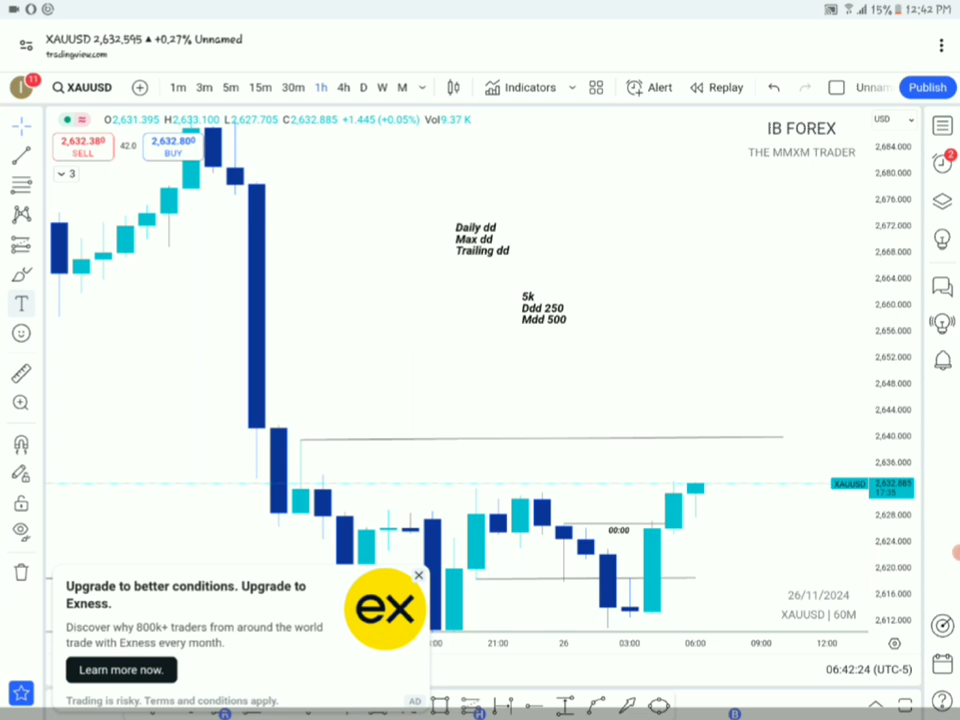 15% 12:42 PM
XAUUSD 2,632.595 ▲ +0.27% Unnamed
tradingview.com
11
XAUUSD
1m 3m 5m 15m 30m 1h 4h D W M
Indicators
Alert
Replay
Unnam
Publish
O2,631.395 H2,633.100 L2,627.705 C2,632.885 +1.445 (+0.05%) Vol9.37 K
2,632.380
SELL
42.0
2,632.800
BUY
3
IB FOREX
THE MMXM TRADER
USD
2,684.000
2,680.000
2,676.000
2,672.000
2,668.000
2,664.000
2,660.000
2,656.000
2,652.000
2,648.000
2,644.000
2,640.000
2,636.000
XAUUSD
2,632.885
17:35
2,628.000
2,624.000
2,620.000
2,616.000
2,612.000
2
Daily dd
Max dd
Trailing dd
5k
Ddd 250
Mdd 500
00:00
26/11/2024
XAUUSD | 60M
Upgrade to better conditions. Upgrade to
Exness.
Discover why 800k+ traders from around the world
trade with Exness every month.
Learn more now.
Trading is risky. Terms and conditions apply.
AD
ex
:00 21:00 26 03:00 06:00 09:00 12:00
06:42:24 (UTC-5)